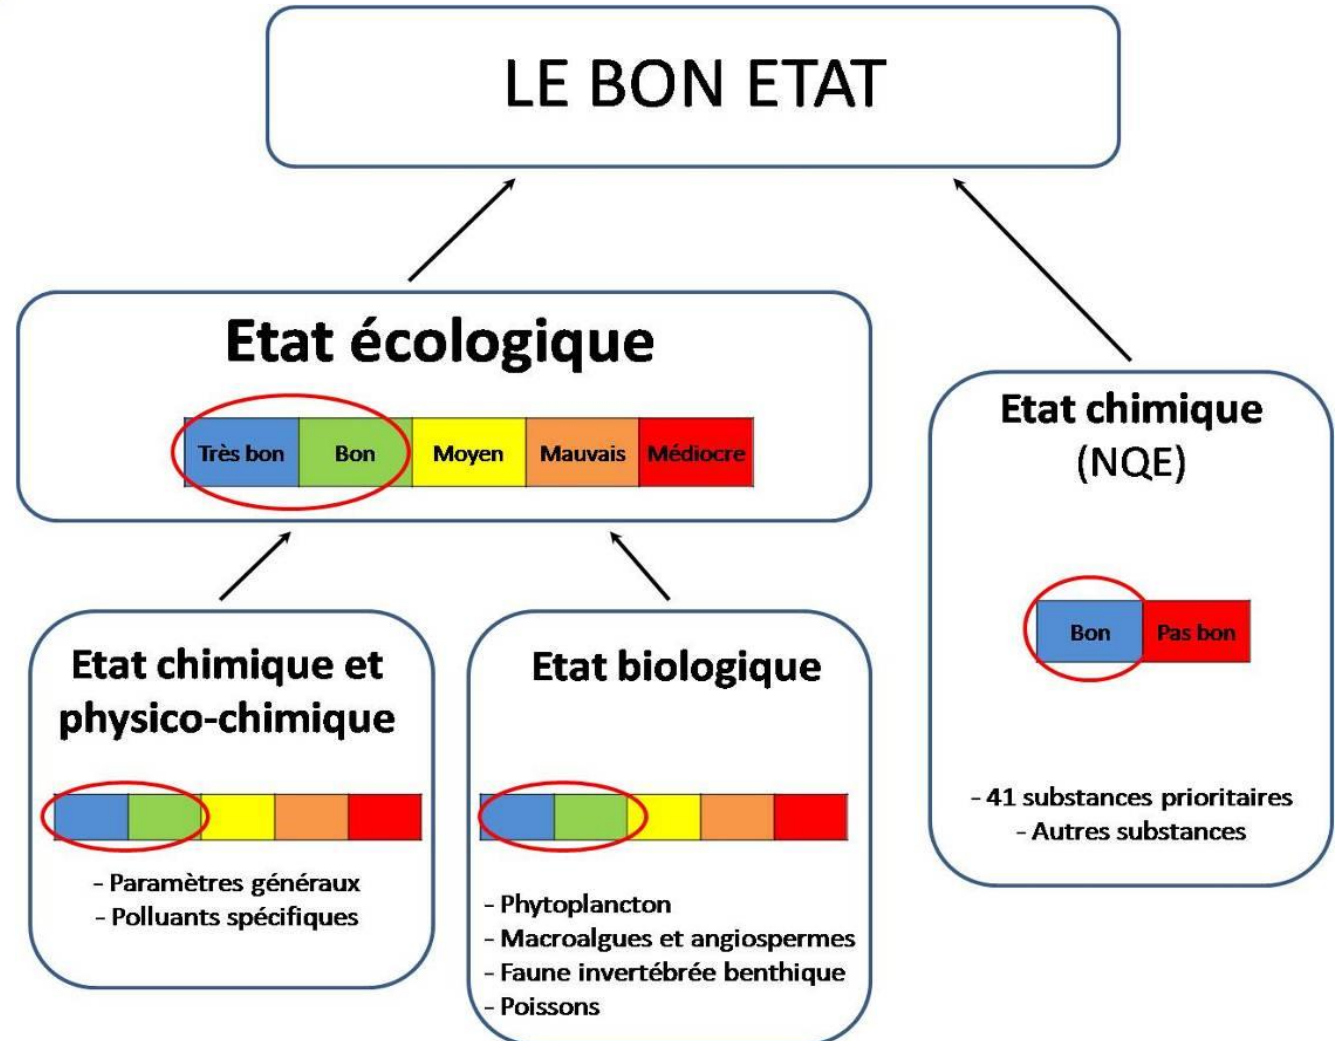 LE BON ETAT
Etat écologique
Très bon Bon Moyen Mauvais Médiocre
Etat chimique
(NQE)
Bon Pas bon
- 41 substances prioritaires
- Autres substances
Etat chimique et
physico-chimique
- Paramètres généraux
- Polluants spécifiques
Etat biologique
- Phytoplancton
- Macroalgues et angiospermes
- Faune invertébrée benthique
- Poissons